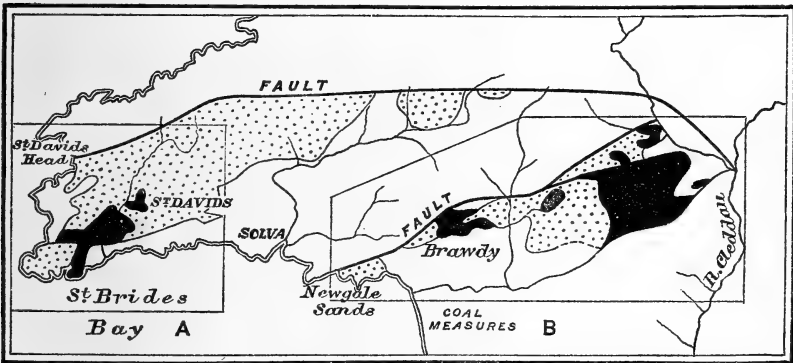 FAULT
St. Davids
Head
ST DAVIDS
SOLVA
FAULT
Brawdy
R. Cleddau
St. Brides
Bay A
Newgale
Sands
COAL
MEASURES B